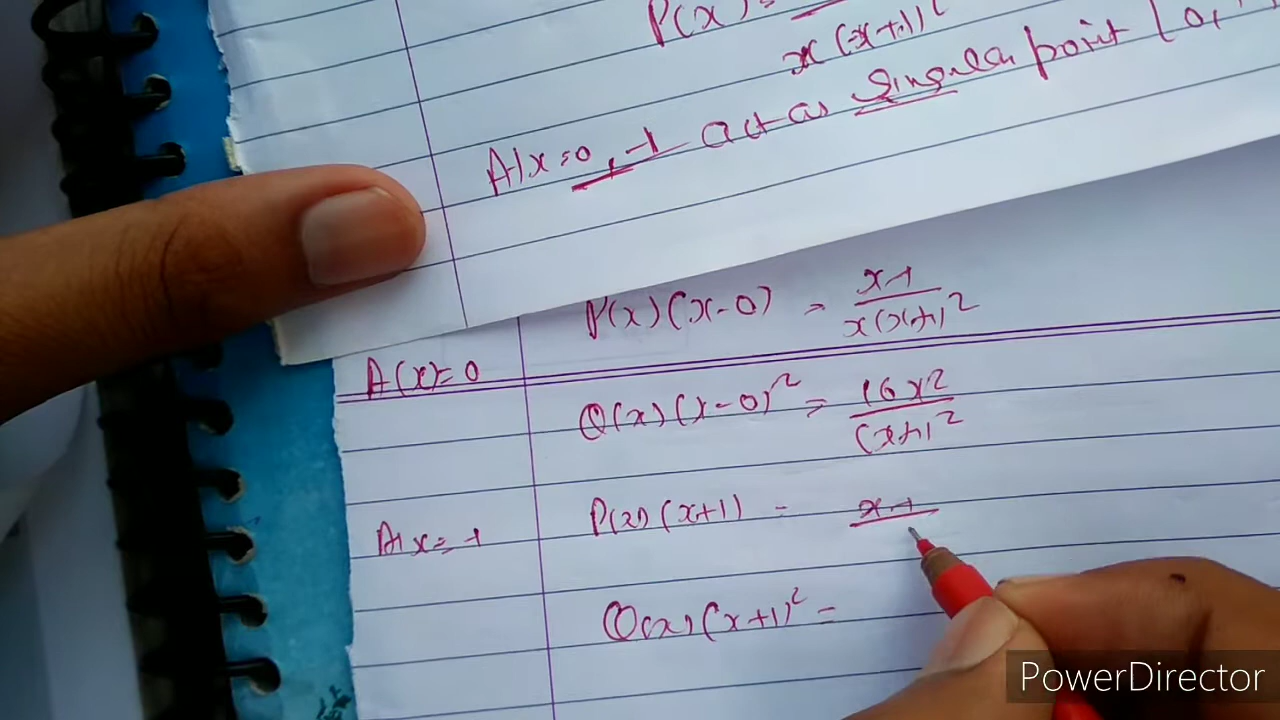 P(x) =
x(x+1)²
At x=0, -1 act as Singular point (0,
P(x)(x-0) = x-1 / x(x+1)²
A(x)=0
Q(x)(x-0)² = 16x² / (x+1)²
P(x)(x+1) = x-1
At x=-1
Q(x)(x+1)² =
PowerDirector